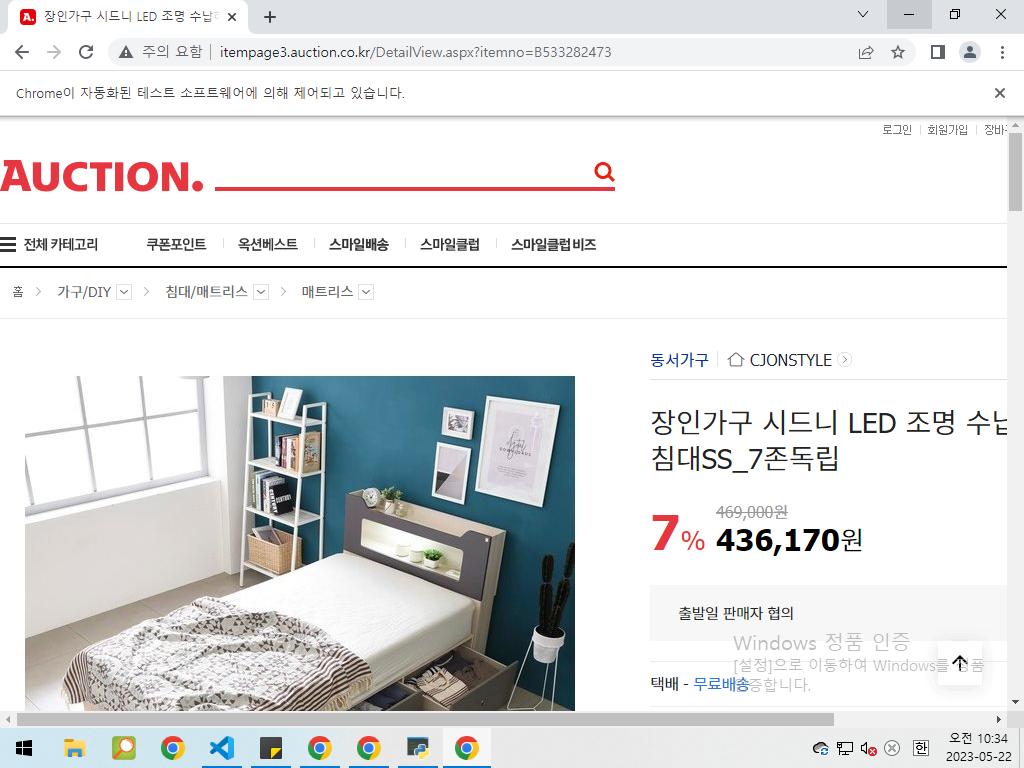 장인가구 시드니 LED 조명 수납
주의 요함
itempage3.auction.co.kr/DetailView.aspx?itemno=B533282473
Chrome이 자동화된 테스트 소프트웨어에 의해 제어되고 있습니다.
로그인 회원가입 장바구
AUCTION.
전체 카테고리 쿠폰포인트 옥션베스트 스마일배송 스마일클럽 스마일클럽 비즈
홈 가구/DIY 침대/매트리스 매트리스
동서가구 CJONSTYLE
장인가구 시드니 LED 조명 수납
침대SS_7존독립
469,000원
7% 436,170원
출발일 판매자 협의
Windows 정품 인증
[설정]으로 이동하여 Windows를 정품
인증합니다.
택배 - 무료배송
오전 10:34
한
2023-05-22